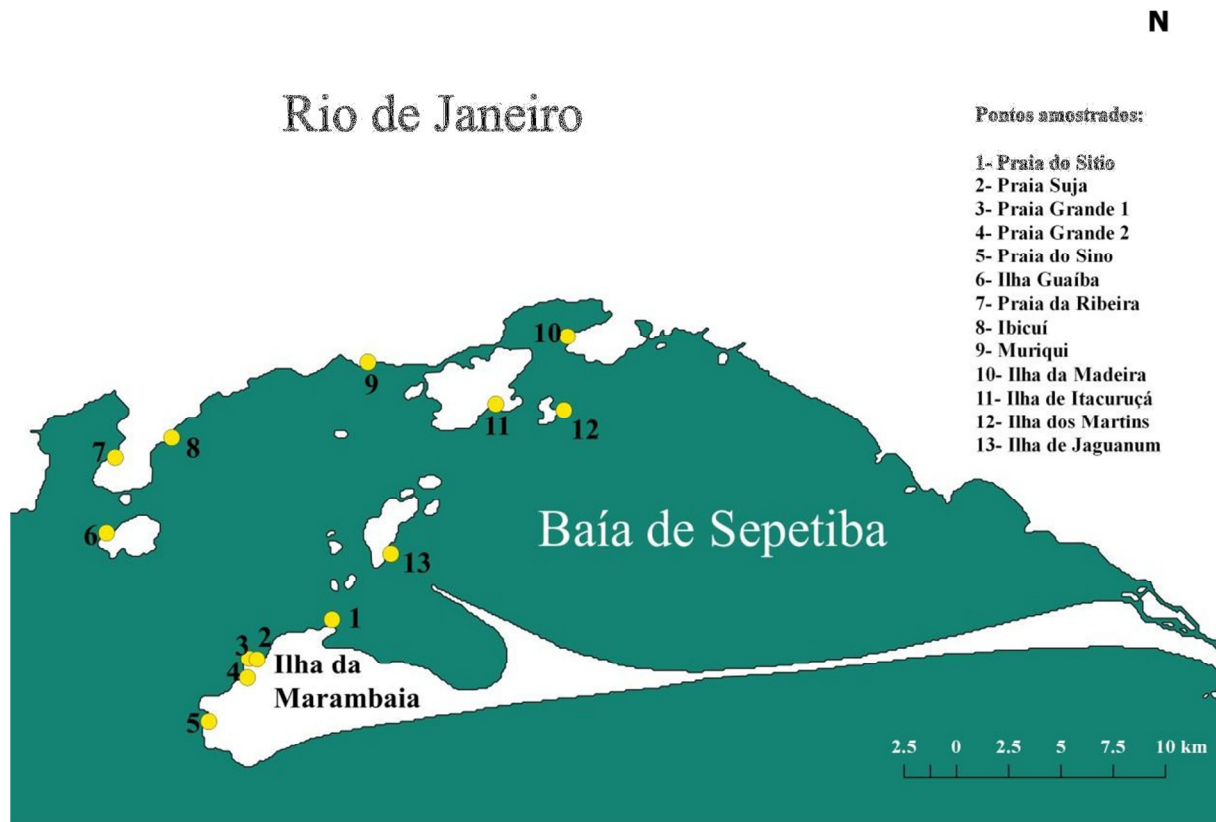 N
Rio de Janeiro
Pontos amostrados:
1- Praia do Sitio
2- Praia Suja
3- Praia Grande 1
4- Praia Grande 2
5- Praia do Sino
6- Ilha Guaíba
7- Praia da Ribeira
8- Ibicuí
9- Muriqui
10- Ilha da Madeira
11- Ilha de Itacuruçá
12- Ilha dos Martins
13- Ilha de Jaguanum
10
9
11
12
7
8
6
Baía de Sepetiba
13
1
3 2
4
Ilha da
Marambaia
5
2.5 0 2.5 5 7.5 10 km